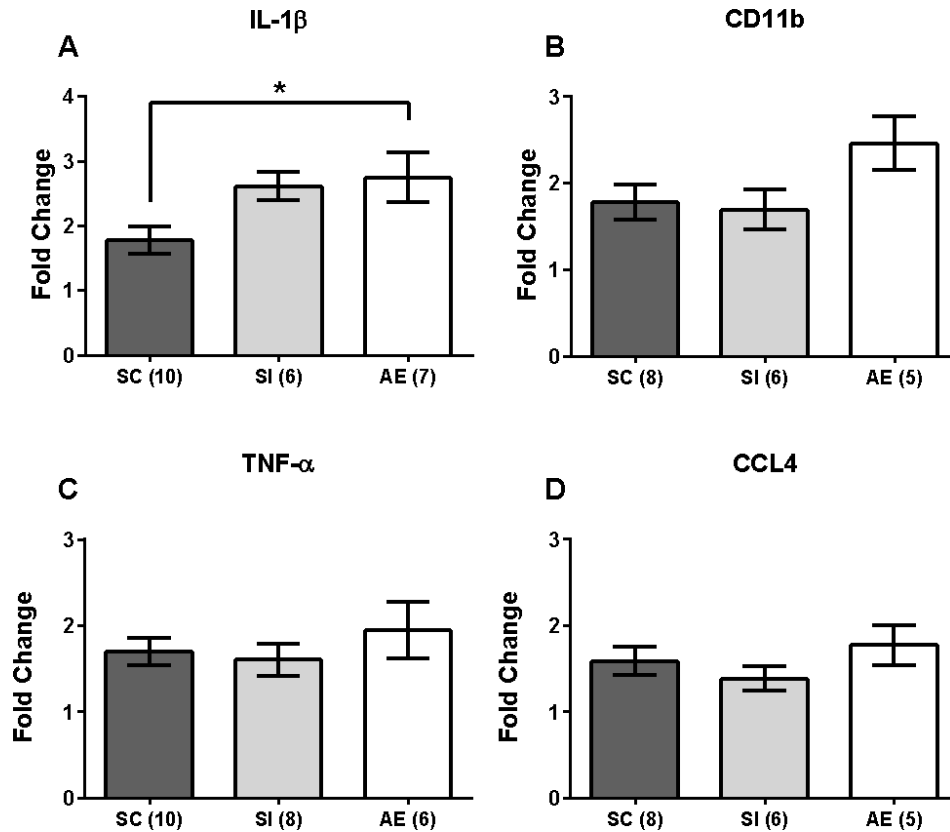 IL-1β
A
Fold Change
4
3
2
1
0
*
SC (10)
SI (6)
AE (7)
CD11b
B
Fold Change
3
2
1
0
SC (8)
SI (6)
AE (5)
TNF-α
C
Fold Change
3
2
1
0
SC (10)
SI (8)
AE (6)
CCL4
D
Fold Change
3
2
1
0
SC (8)
SI (6)
AE (5)